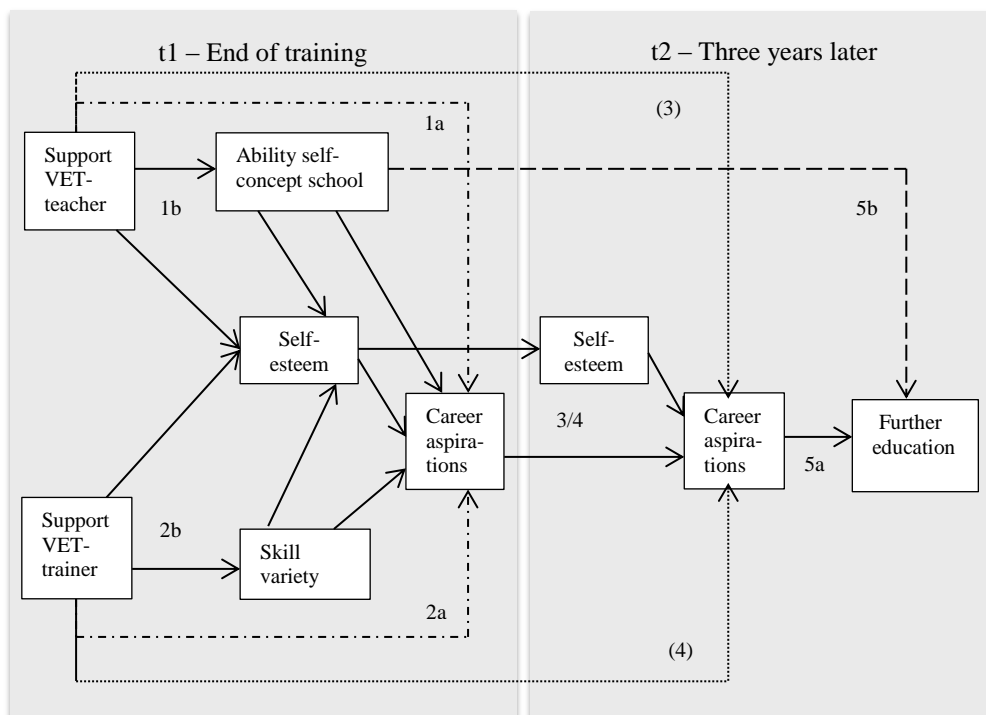 t1 – End of training
t2 – Three years later
1a
(3)
Support
VET-
teacher
Ability self-
concept school
1b
5b
Self-
esteem
Self-
esteem
Career
aspira-
tions
3/4
Career
aspira-
tions
5a
Further
education
Support
VET-
trainer
2b
Skill
variety
2a
(4)